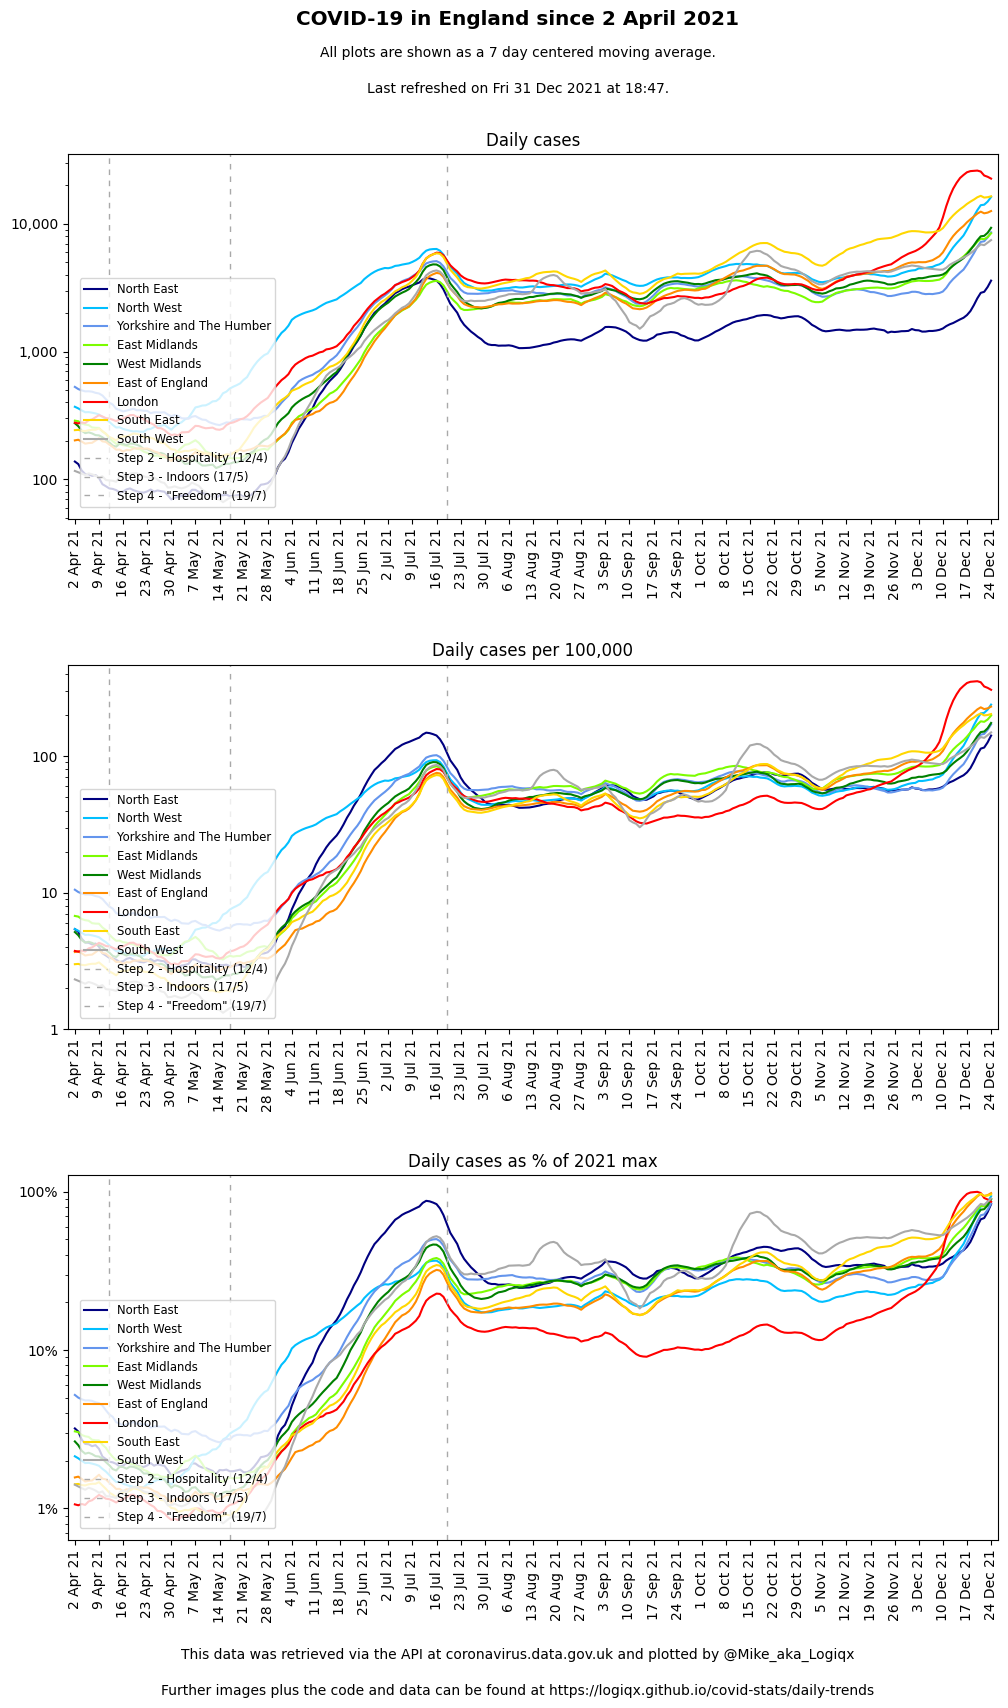 COVID-19 in England since 2 April 2021
All plots are shown as a 7 day centered moving average.
Last refreshed on Fri 31 Dec 2021 at 18:47.
Daily cases
10,000
1,000
100
North East
North West
Yorkshire and The Humber
East Midlands
West Midlands
East of England
London
South East
South West
Step 2 - Hospitality (12/4)
Step 3 - Indoors (17/5)
Step 4 - "Freedom" (19/7)
2 Apr 21
9 Apr 21
16 Apr 21
23 Apr 21
30 Apr 21
7 May 21
14 May 21
21 May 21
28 May 21
4 Jun 21
11 Jun 21
18 Jun 21
25 Jun 21
2 Jul 21
9 Jul 21
16 Jul 21
23 Jul 21
30 Jul 21
6 Aug 21
13 Aug 21
20 Aug 21
27 Aug 21
3 Sep 21
10 Sep 21
17 Sep 21
24 Sep 21
1 Oct 21
8 Oct 21
15 Oct 21
22 Oct 21
29 Oct 21
5 Nov 21
12 Nov 21
19 Nov 21
26 Nov 21
3 Dec 21
10 Dec 21
17 Dec 21
24 Dec 21
Daily cases per 100,000
100
10
1
North East
North West
Yorkshire and The Humber
East Midlands
West Midlands
East of England
London
South East
South West
Step 2 - Hospitality (12/4)
Step 3 - Indoors (17/5)
Step 4 - "Freedom" (19/7)
2 Apr 21
9 Apr 21
16 Apr 21
23 Apr 21
30 Apr 21
7 May 21
14 May 21
21 May 21
28 May 21
4 Jun 21
11 Jun 21
18 Jun 21
25 Jun 21
2 Jul 21
9 Jul 21
16 Jul 21
23 Jul 21
30 Jul 21
6 Aug 21
13 Aug 21
20 Aug 21
27 Aug 21
3 Sep 21
10 Sep 21
17 Sep 21
24 Sep 21
1 Oct 21
8 Oct 21
15 Oct 21
22 Oct 21
29 Oct 21
5 Nov 21
12 Nov 21
19 Nov 21
26 Nov 21
3 Dec 21
10 Dec 21
17 Dec 21
24 Dec 21
Daily cases as % of 2021 max
100%
10%
1%
North East
North West
Yorkshire and The Humber
East Midlands
West Midlands
East of England
London
South East
South West
Step 2 - Hospitality (12/4)
Step 3 - Indoors (17/5)
Step 4 - "Freedom" (19/7)
2 Apr 21
9 Apr 21
16 Apr 21
23 Apr 21
30 Apr 21
7 May 21
14 May 21
21 May 21
28 May 21
4 Jun 21
11 Jun 21
18 Jun 21
25 Jun 21
2 Jul 21
9 Jul 21
16 Jul 21
23 Jul 21
30 Jul 21
6 Aug 21
13 Aug 21
20 Aug 21
27 Aug 21
3 Sep 21
10 Sep 21
17 Sep 21
24 Sep 21
1 Oct 21
8 Oct 21
15 Oct 21
22 Oct 21
29 Oct 21
5 Nov 21
12 Nov 21
19 Nov 21
26 Nov 21
3 Dec 21
10 Dec 21
17 Dec 21
24 Dec 21
This data was retrieved via the API at coronavirus.data.gov.uk and plotted by @Mike_aka_Logiqx
Further images plus the code and data can be found at https://logiqx.github.io/covid-stats/daily-trends